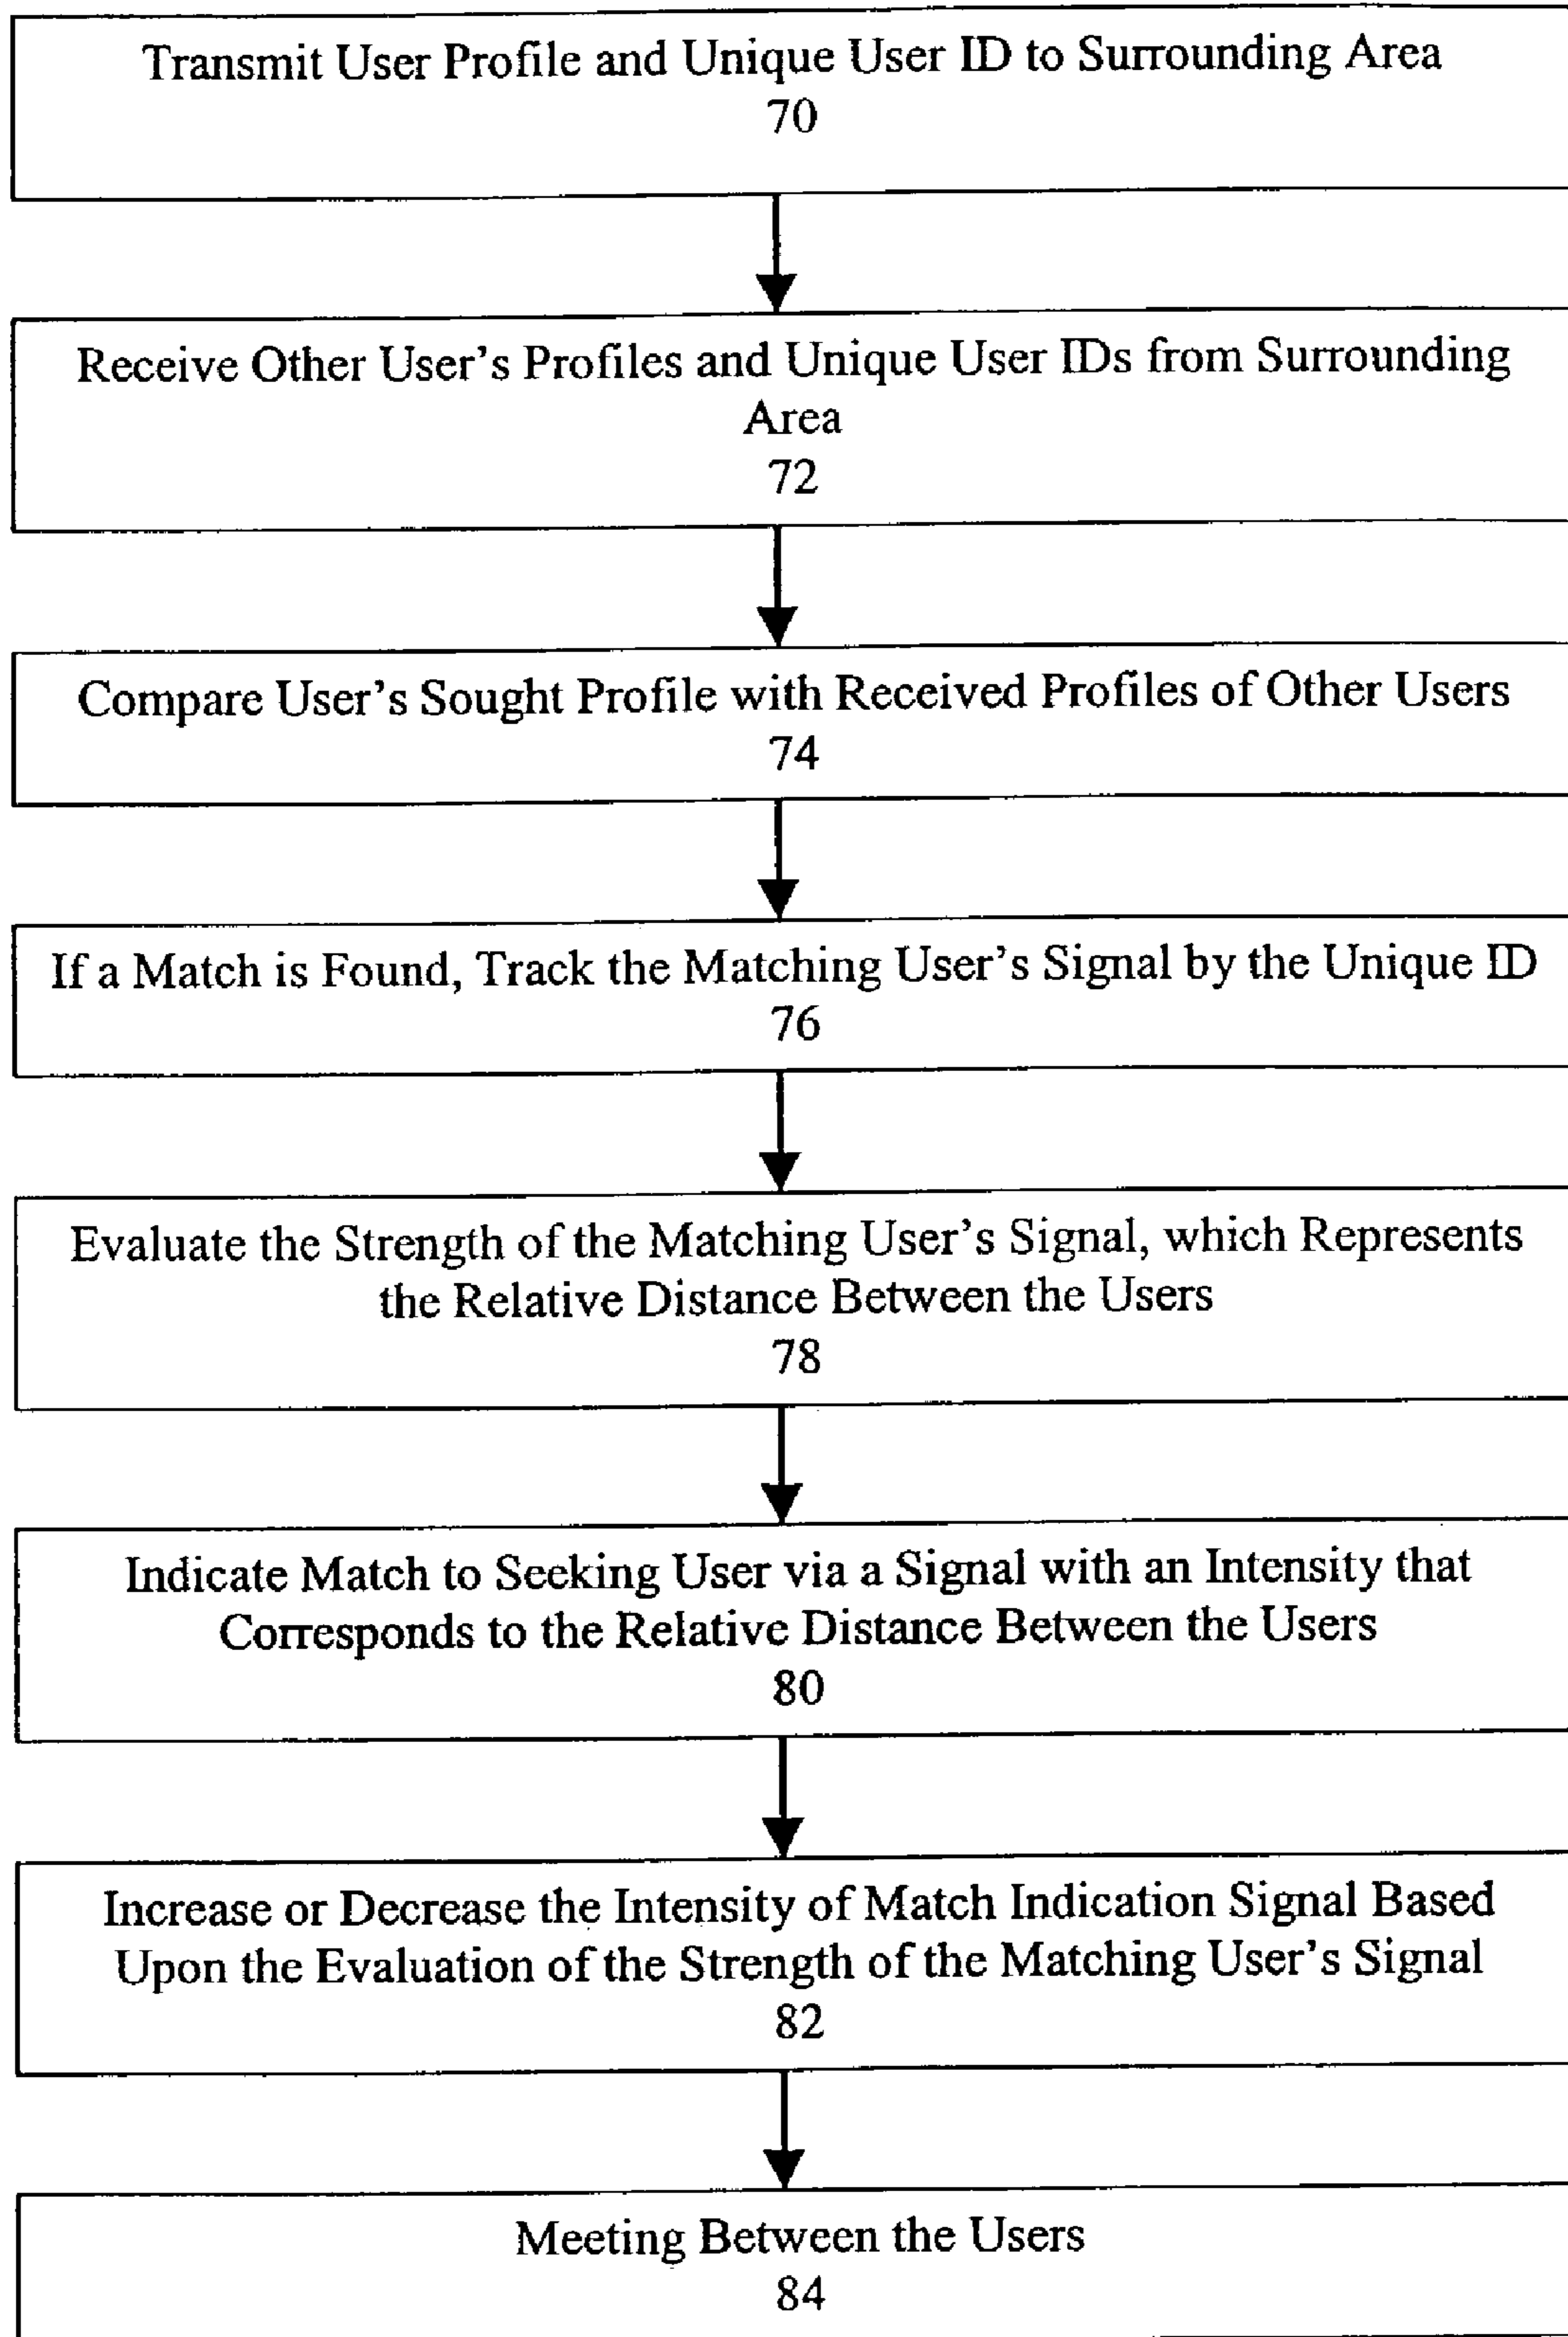 Transmit User Profile and Unique User ID to Surrounding Area
70
Receive Other User's Profiles and Unique User IDs from Surrounding
Area
72
Compare User's Sought Profile with Received Profiles of Other Users
74
If a Match is Found, Track the Matching User's Signal by the Unique ID
76
Evaluate the Strength of the Matching User's Signal, which Represents
the Relative Distance Between the Users
78
Indicate Match to Seeking User via a Signal with an Intensity that
Corresponds to the Relative Distance Between the Users
80
Increase or Decrease the Intensity of Match Indication Signal Based
Upon the Evaluation of the Strength of the Matching User's Signal
82
Meeting Between the Users
84